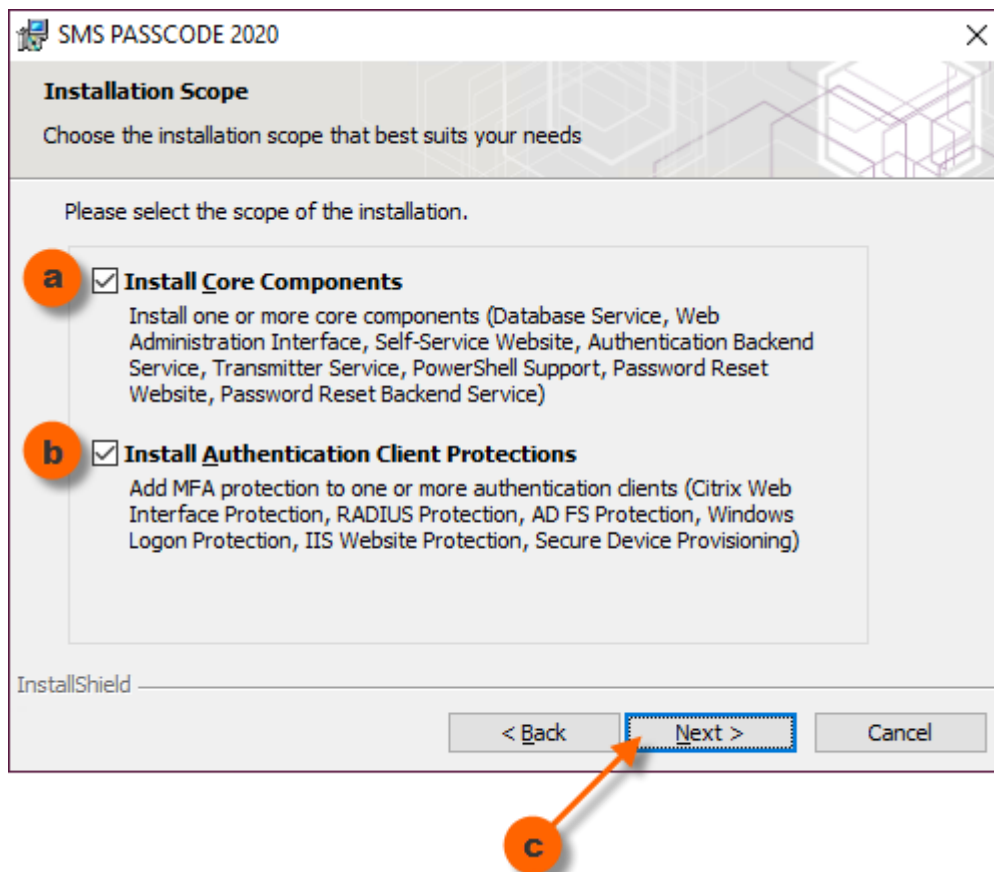 SMS PASSCODE 2020
Installation Scope
Choose the installation scope that best suits your needs
Please select the scope of the installation.
a
Install Core Components
Install one or more core components (Database Service, Web
Administration Interface, Self-Service Website, Authentication Backend
Service, Transmitter Service, PowerShell Support, Password Reset
Website, Password Reset Backend Service)
b
Install Authentication Client Protections
Add MFA protection to one or more authentication clients (Citrix Web
Interface Protection, RADIUS Protection, AD FS Protection, Windows
Logon Protection, IIS Website Protection, Secure Device Provisioning)
InstallShield
< Back
Next >
Cancel
c